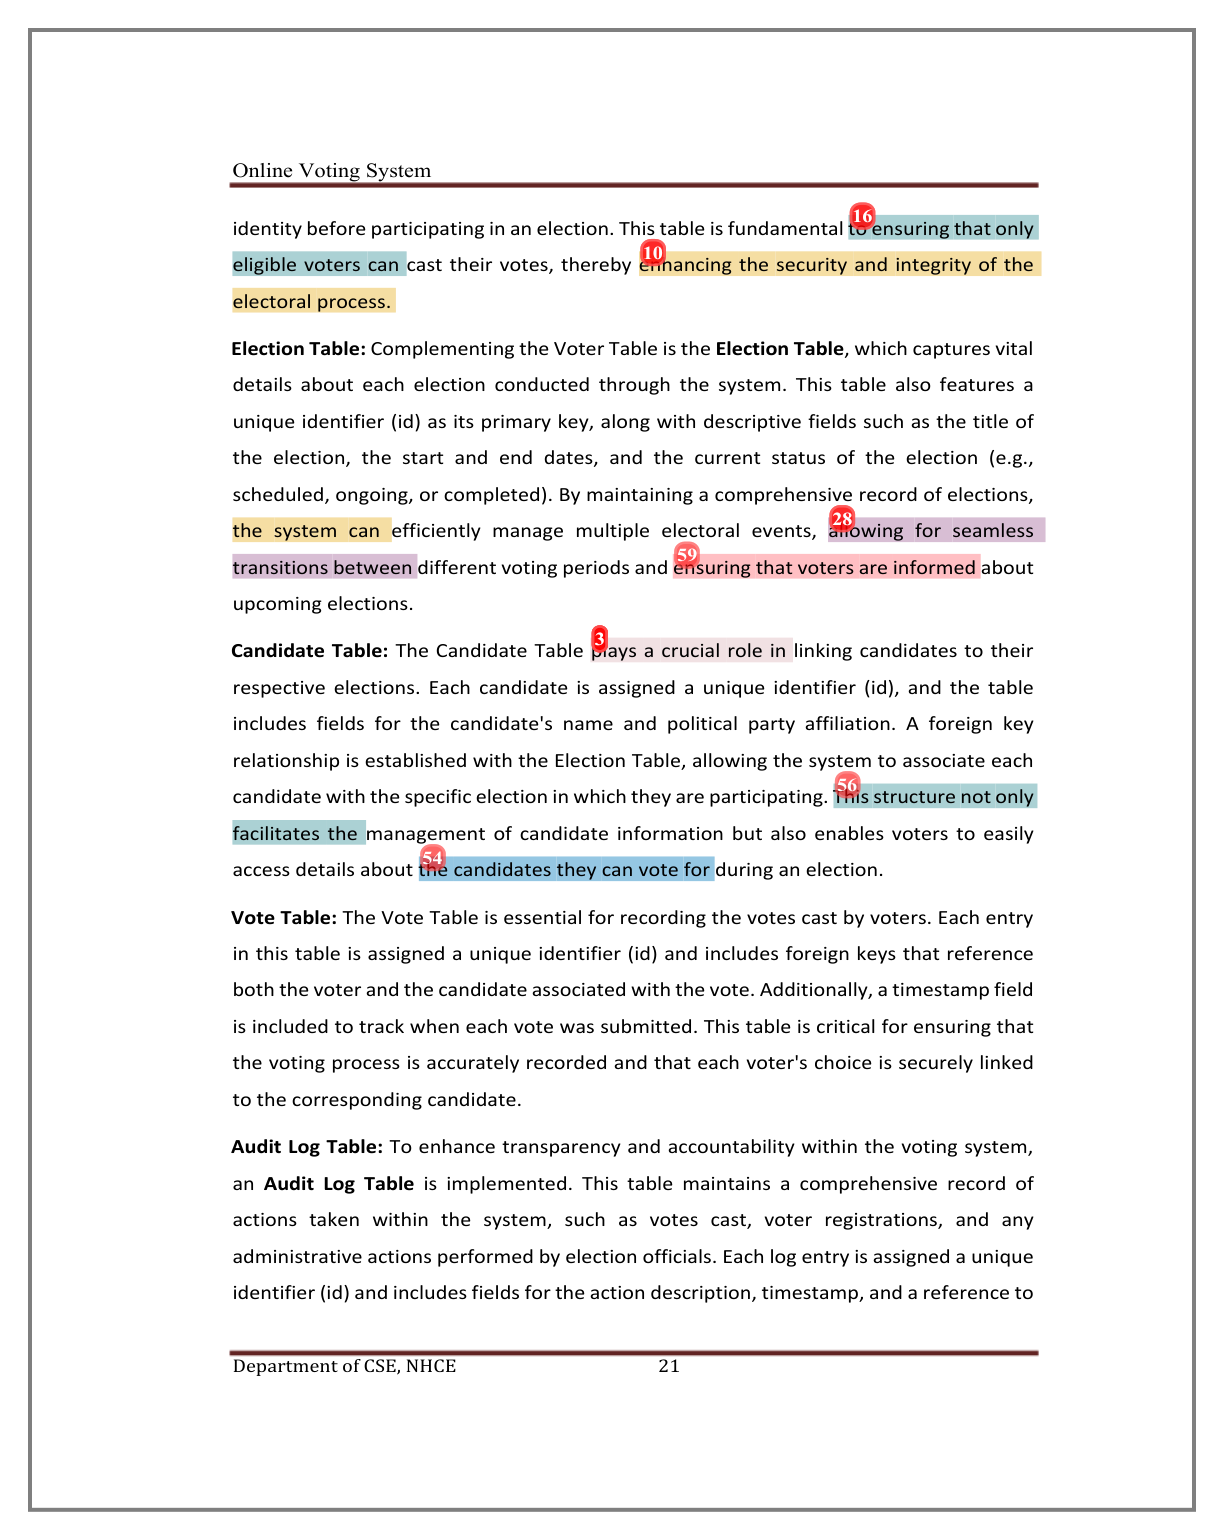 Online Voting System
identity before participating in an election. This table is fundamental to ensuring that only
16
eligible voters can cast their votes, thereby enhancing the security and integrity of the
10
electoral process.
Election Table: Complementing the Voter Table is the Election Table, which captures vital
details about each election conducted through the system. This table also features a
unique identifier (id) as its primary key, along with descriptive fields such as the title of
the election, the start and end dates, and the current status of the election (e.g.,
scheduled, ongoing, or completed). By maintaining a comprehensive record of elections,
the system can efficiently manage multiple electoral events, allowing for seamless
28
transitions between different voting periods and ensuring that voters are informed about
59
upcoming elections.
Candidate Table: The Candidate Table plays a crucial role in linking candidates to their
3
respective elections. Each candidate is assigned a unique identifier (id), and the table
includes fields for the candidate's name and political party affiliation. A foreign key
relationship is established with the Election Table, allowing the system to associate each
candidate with the specific election in which they are participating. This structure not only
56
facilitates the management of candidate information but also enables voters to easily
access details about the candidates they can vote for during an election.
54
Vote Table: The Vote Table is essential for recording the votes cast by voters. Each entry
in this table is assigned a unique identifier (id) and includes foreign keys that reference
both the voter and the candidate associated with the vote. Additionally, a timestamp field
is included to track when each vote was submitted. This table is critical for ensuring that
the voting process is accurately recorded and that each voter's choice is securely linked
to the corresponding candidate.
Audit Log Table: To enhance transparency and accountability within the voting system,
an Audit Log Table is implemented. This table maintains a comprehensive record of
actions taken within the system, such as votes cast, voter registrations, and any
administrative actions performed by election officials. Each log entry is assigned a unique
identifier (id) and includes fields for the action description, timestamp, and a reference to
Department of CSE, NHCE 21